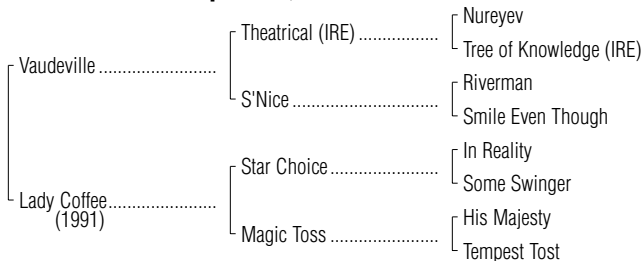 Nureyev
Theatrical (IRE) ....................
Tree of Knowledge (IRE)
Vaudeville ..........................
Riverman
S'Nice ....................................
Smile Even Though
In Reality
Star Choice ...........................
Some Swinger
Lady Coffee........................
(1991)
His Majesty
Magic Toss ...........................
Tempest Tost